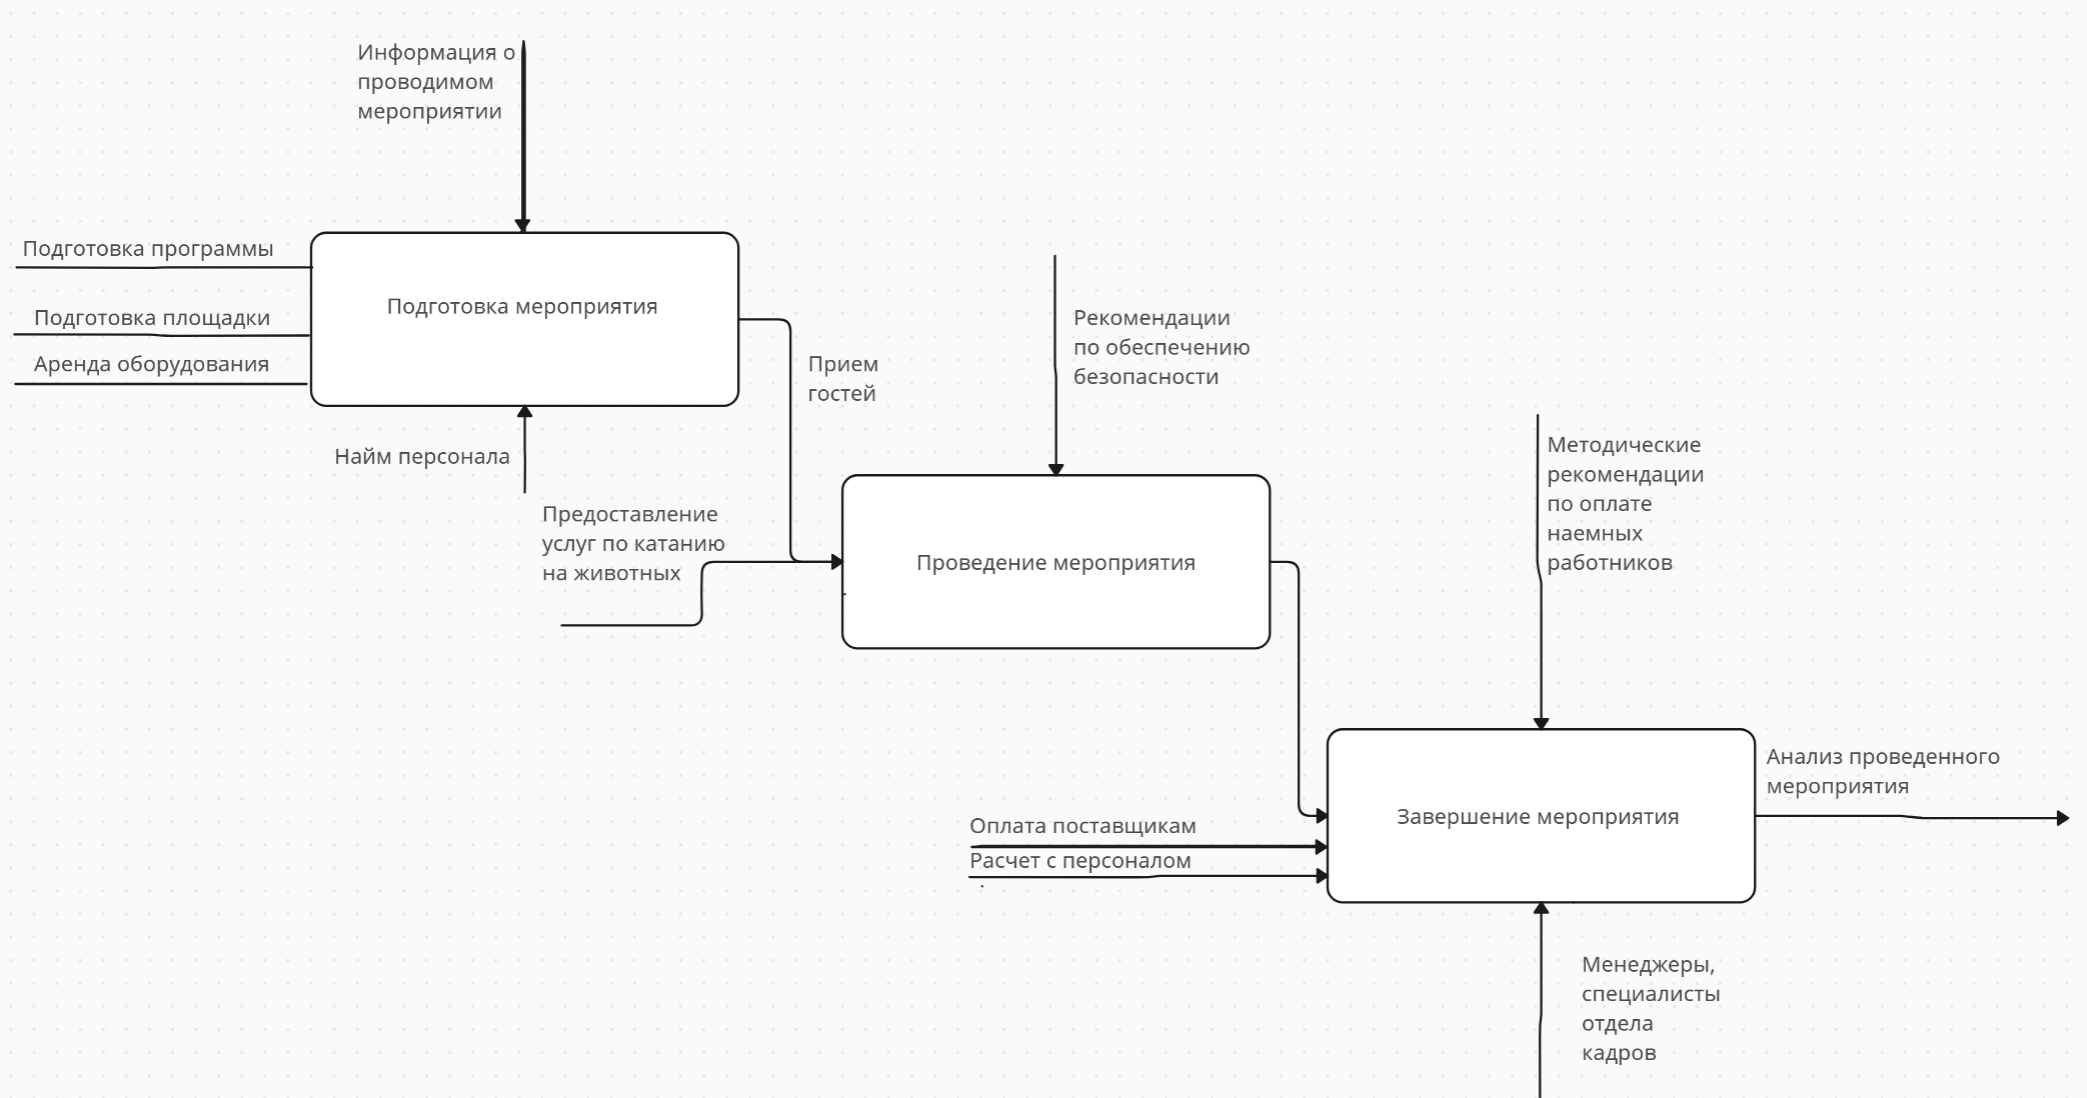 Информация о
проводимом
мероприятии
Подготовка программы
Подготовка площадки
Аренда оборудования
Подготовка мероприятия
Прием
гостей
Рекомендации
по обеспечению
безопасности
Найм персонала
Предоставление
услуг по катанию
на животных
Проведение мероприятия
Методические
рекомендации
по оплате
наемных
работников
Оплата поставщикам
Расчет с персоналом
Завершение мероприятия
Анализ проведенного
мероприятия
Менеджеры,
специалисты
отдела
кадров